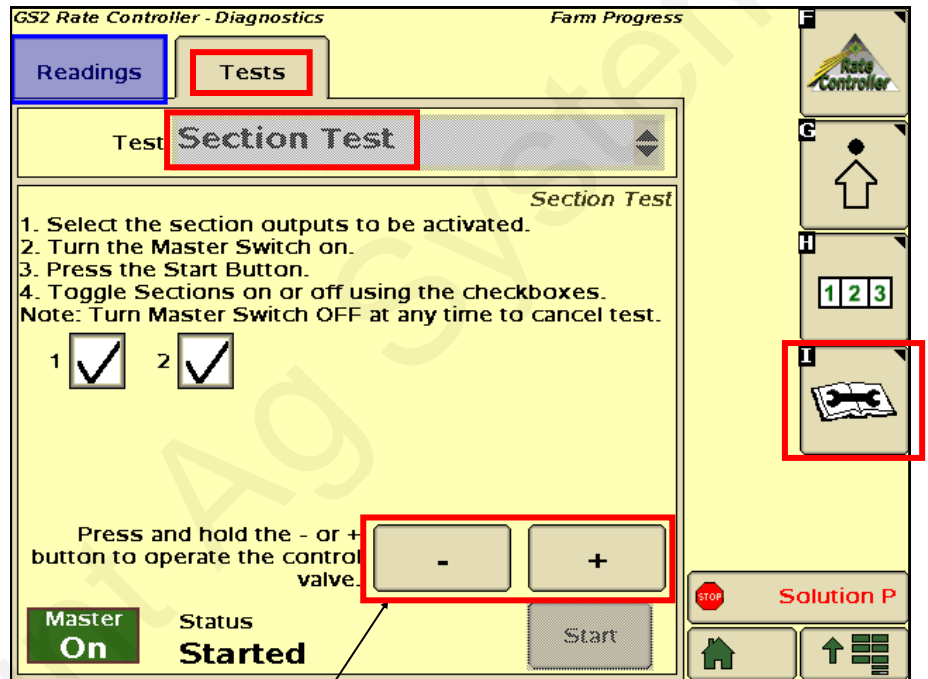 GS2 Rate Controller - Diagnostics
Farm Progress
Readings
Tests
Test Section Test
Section Test
1. Select the section outputs to be activated.
2. Turn the Master Switch on.
3. Press the Start Button.
4. Toggle Sections on or off using the checkboxes.
Note: Turn Master Switch OFF at any time to cancel test.
1 2
Press and hold the - or +
button to operate the control
valve.
- +
Master
On
Status
Started
Start
F
Rate
Controller
G
H
1 2 3
I
STOP Solution P